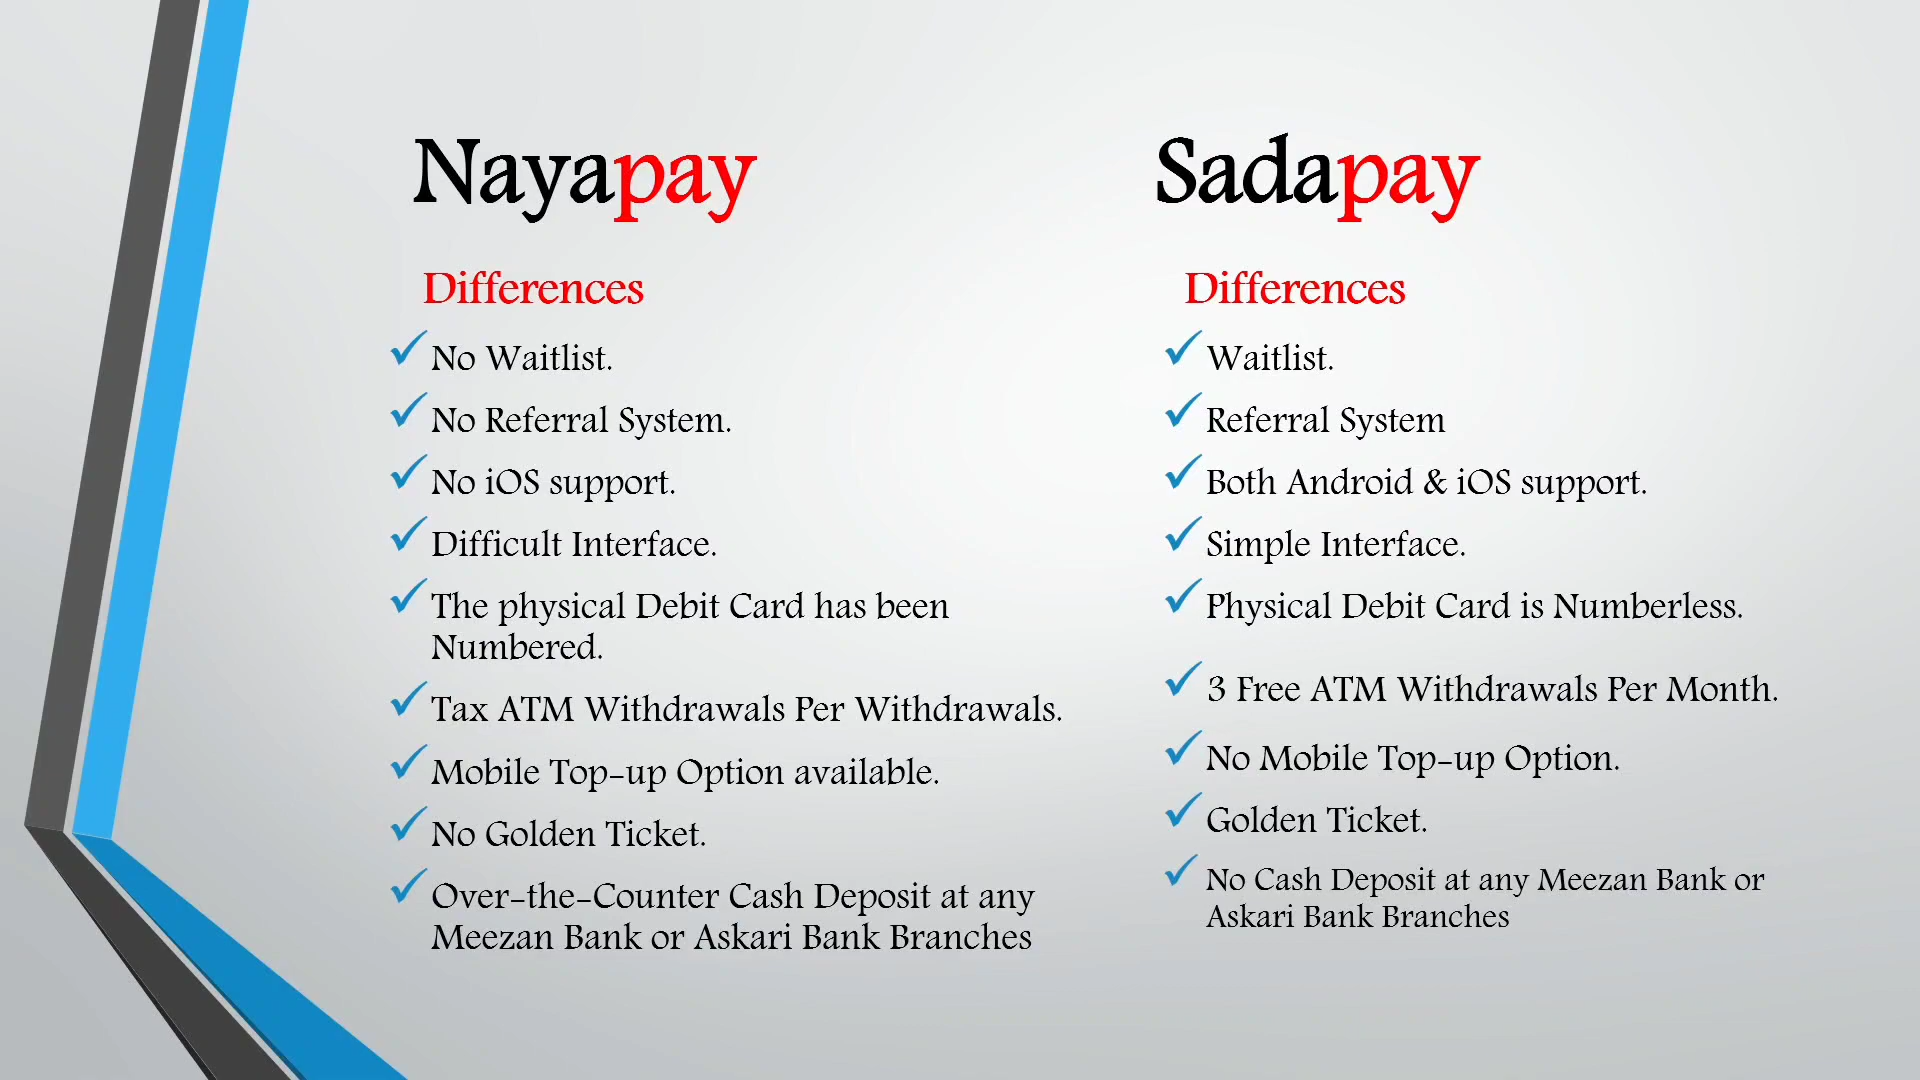 Nayapay
Differences
No Waitlist.
No Referral System.
No iOS support.
Difficult Interface.
The physical Debit Card has been
Numbered.
Tax ATM Withdrawals Per Withdrawals.
Mobile Top-up Option available.
No Golden Ticket.
Over-the-Counter Cash Deposit at any
Meezan Bank or Askari Bank Branches
Sadapay
Differences
Waitlist.
Referral System
Both Android & iOS support.
Simple Interface.
Physical Debit Card is Numberless.
3 Free ATM Withdrawals Per Month.
No Mobile Top-up Option.
Golden Ticket.
No Cash Deposit at any Meezan Bank or
Askari Bank Branches